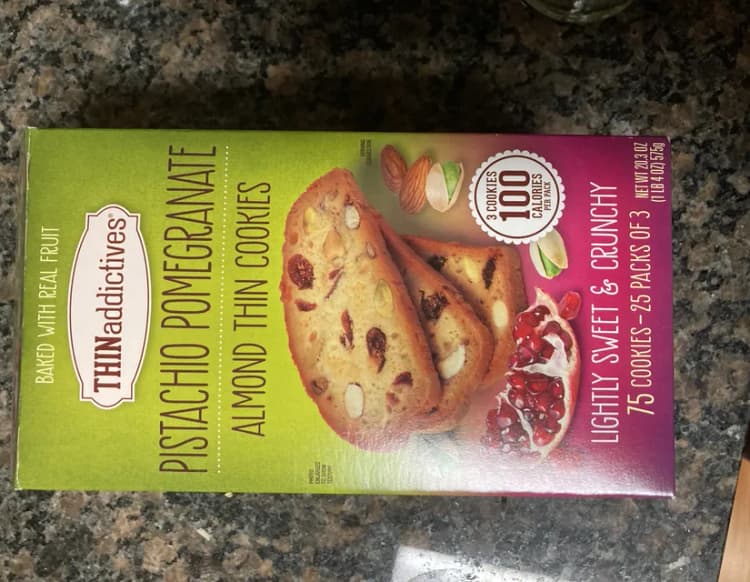 BAKED WITH REAL FRUIT
THINaddictives®
PISTACHIO POMEGRANATE
ALMOND THIN COOKIES
3 COOKIES
100
CALORIES
PER PACK
LIGHTLY SWEET & CRUNCHY
75 COOKIES – 25 PACKS OF 3
NET WT 20.3 OZ
(1 LB 4 OZ) 575g